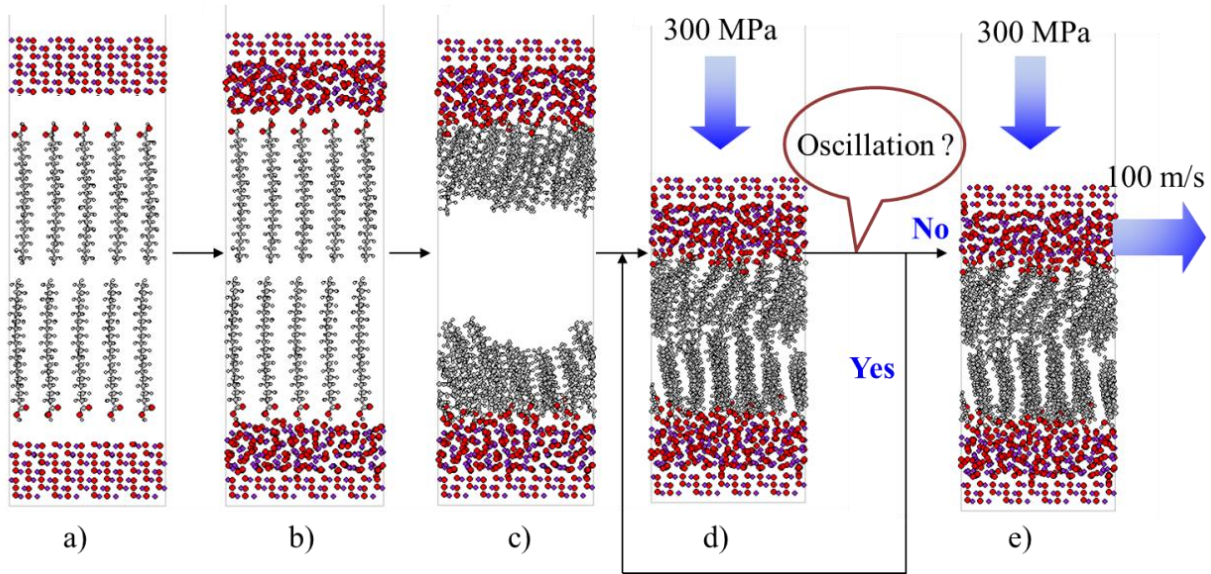 300 MPa
300 MPa
Oscillation ?
100 m/s
No
Yes
a)
b)
c)
d)
e)